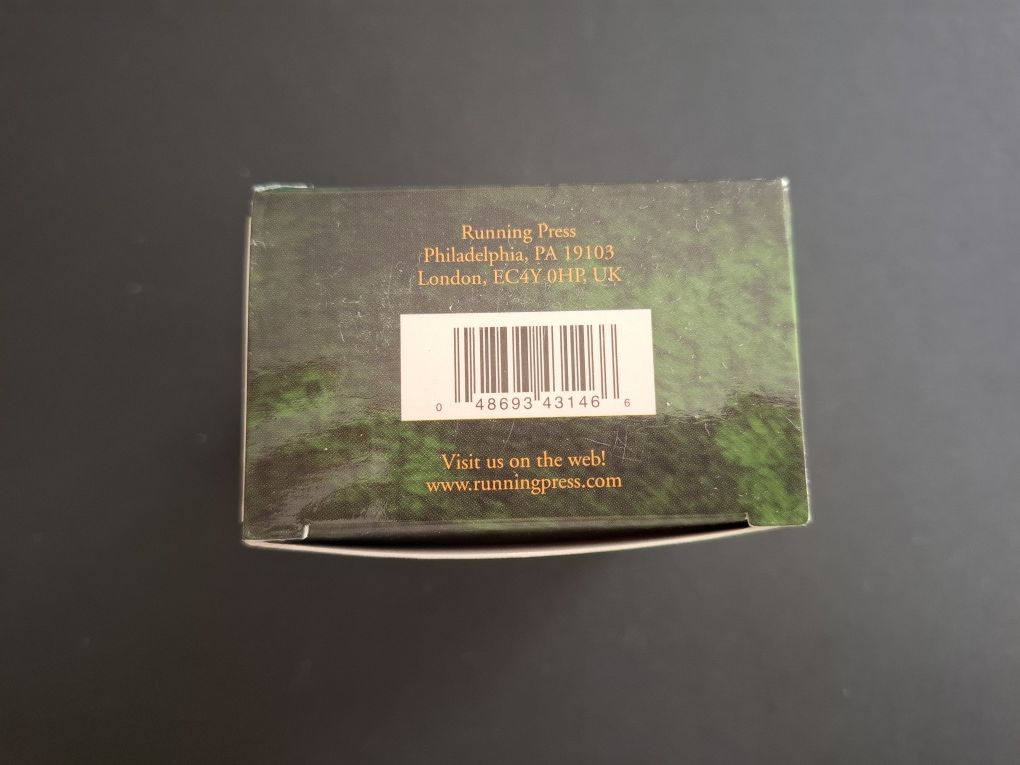 Running Press
Philadelphia, PA 19103
London, EC4Y 0HP, UK
0 48693 43146 6
Visit us on the web!
www.runningpress.com